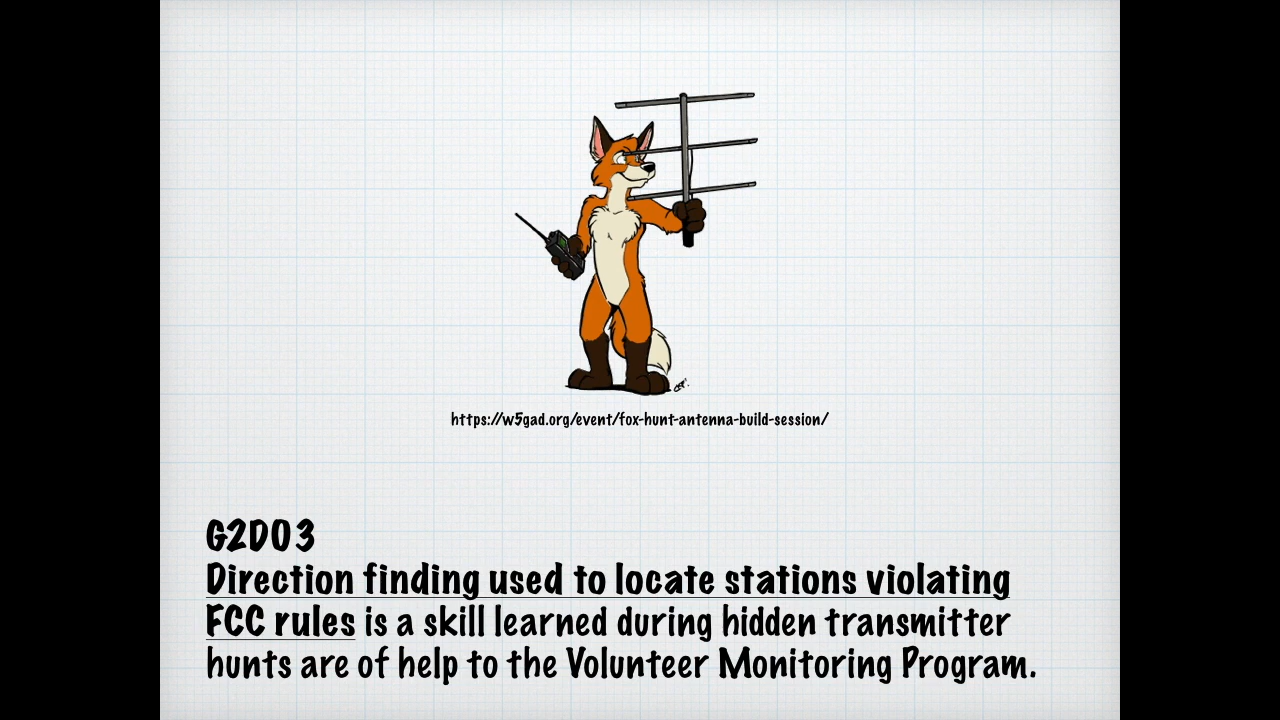 https://w5gad.org/event/fox-hunt-antenna-build-session/
G2D03
Direction finding used to locate stations violating
FCC rules is a skill learned during hidden transmitter
hunts are of help to the Volunteer Monitoring Program.